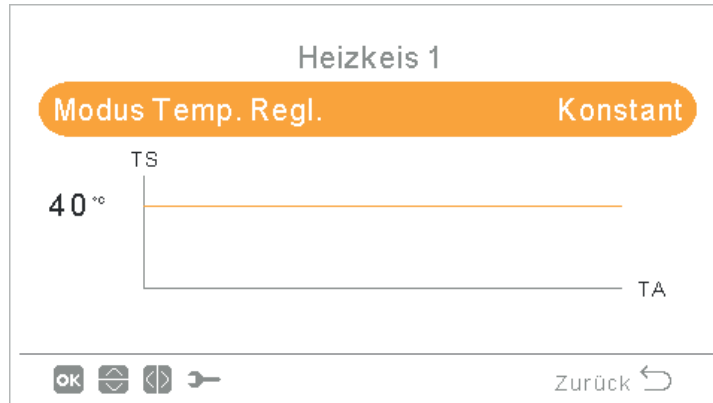 Heizkeis 1
Modus Temp. Regl. Konstant
TS
40 °C
TA
OK Zurück